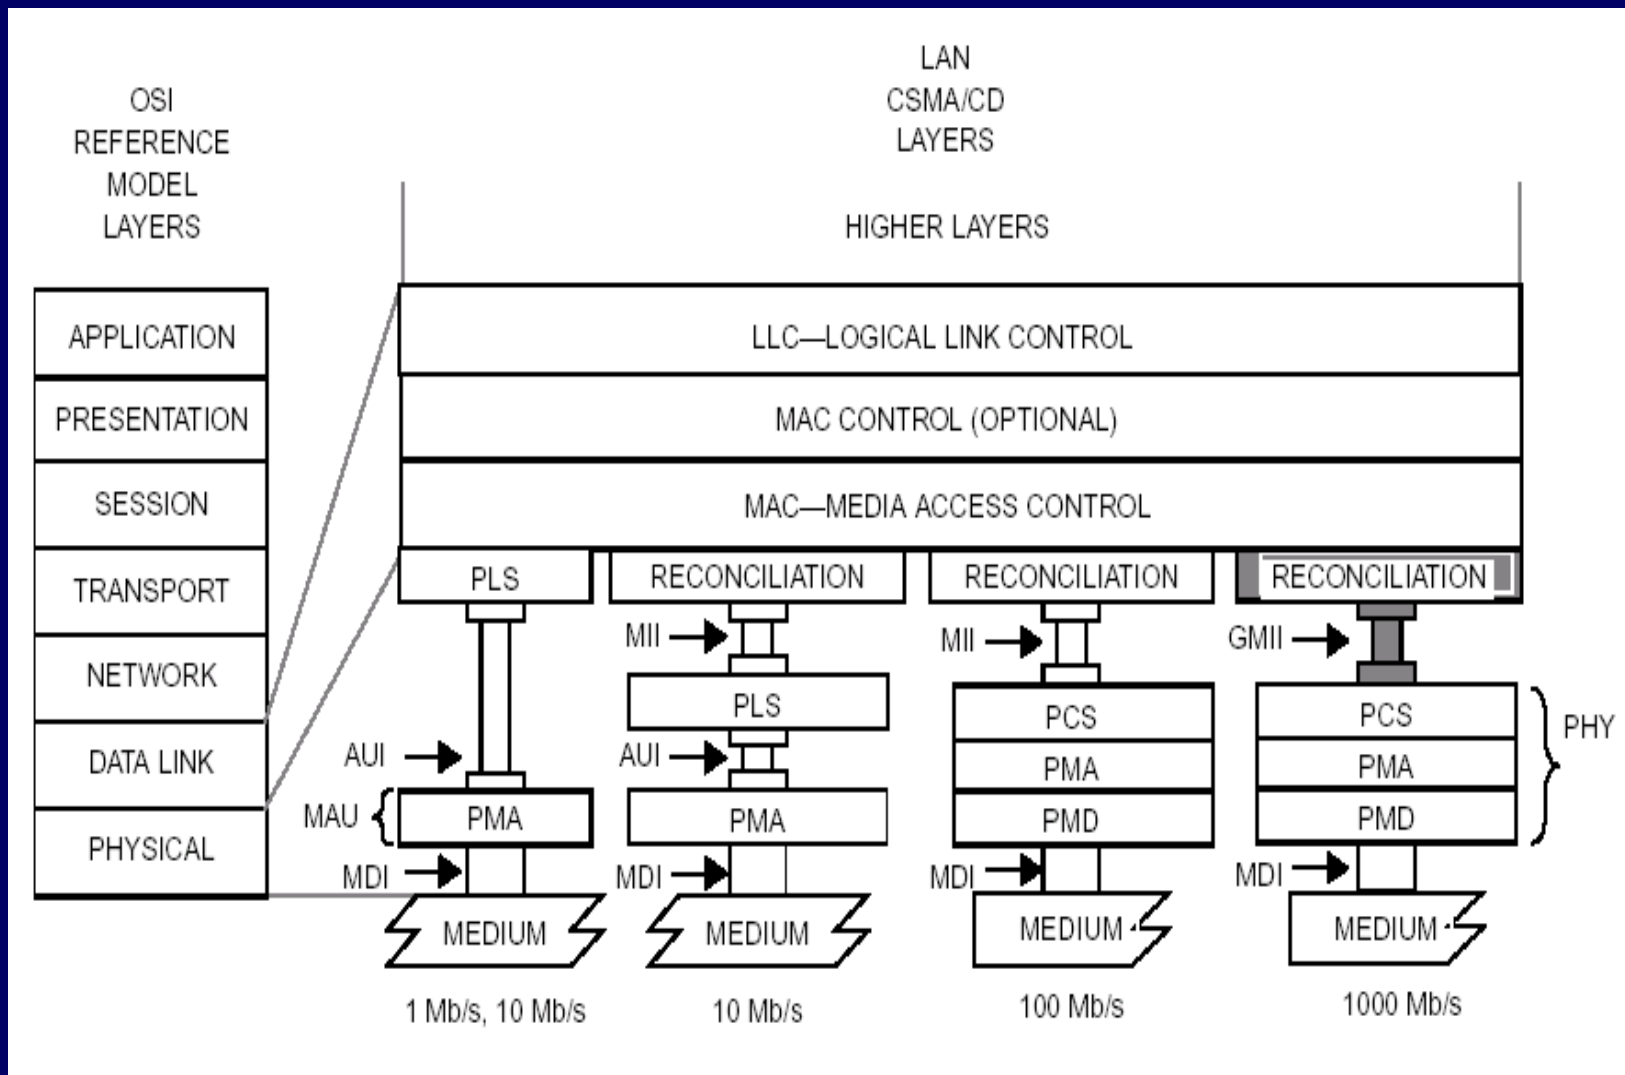 OSI
REFERENCE
MODEL
LAYERS
LAN
CSMA/CD
LAYERS
HIGHER LAYERS
APPLICATION
PRESENTATION
SESSION
TRANSPORT
NETWORK
DATA LINK
PHYSICAL
LLC—LOGICAL LINK CONTROL
MAC CONTROL (OPTIONAL)
MAC—MEDIA ACCESS CONTROL
PLS
AUI
MAU
PMA
MDI
MEDIUM
1 Mb/s, 10 Mb/s
RECONCILIATION
MII
PLS
AUI
PMA
MDI
MEDIUM
10 Mb/s
RECONCILIATION
MII
PCS
PMA
PMD
MDI
MEDIUM
100 Mb/s
RECONCILIATION
GMII
PCS
PMA
PMD
PHY
MDI
MEDIUM
1000 Mb/s